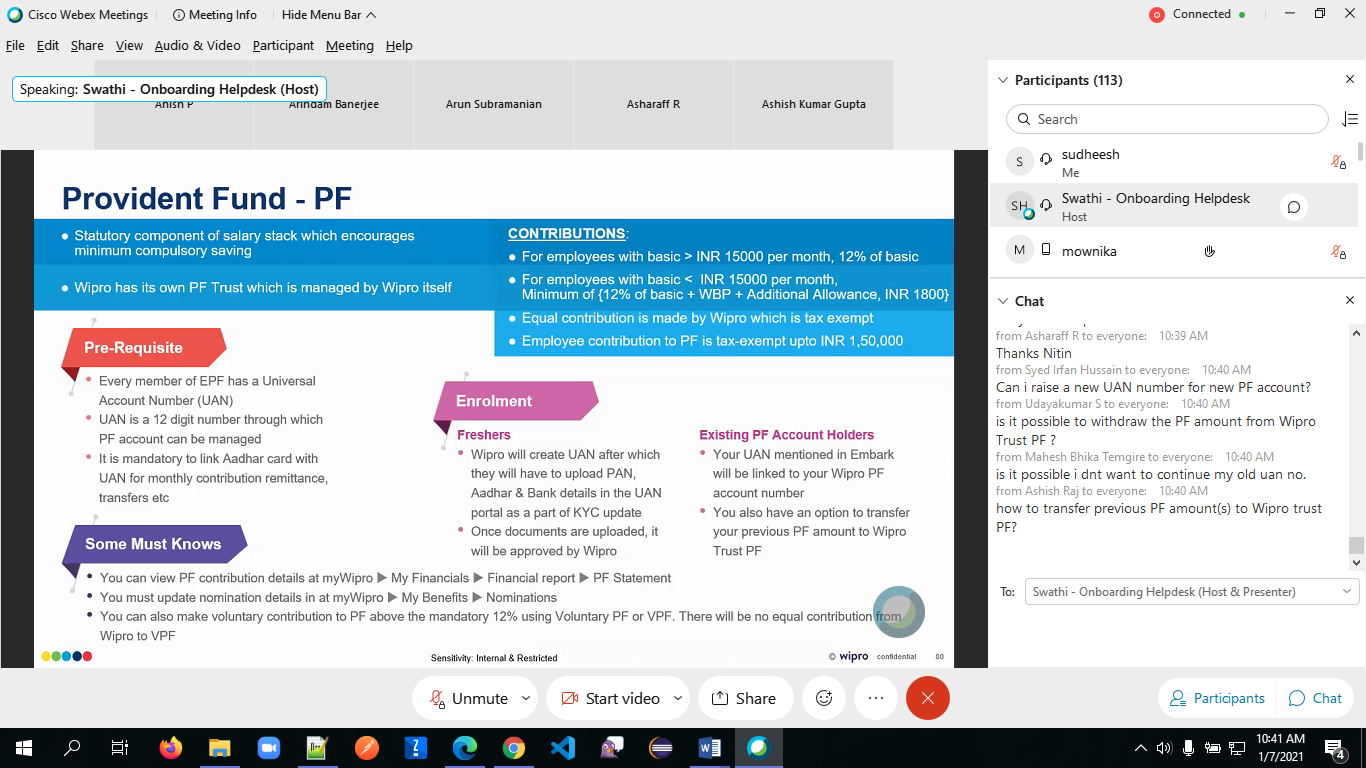 Cisco Webex Meetings
Meeting Info
Hide Menu Bar
Connected
File Edit Share View Audio & Video Participant Meeting Help
Speaking: Swathi - Onboarding Helpdesk (Host)
Anish P
Arindam Banerjee
Arun Subramanian
Asharaff R
Ashish Kumar Gupta
Provident Fund - PF
Statutory component of salary stack which encourages
minimum compulsory saving
Wipro has its own PF Trust which is managed by Wipro itself
CONTRIBUTIONS:
For employees with basic > INR 15000 per month, 12% of basic
For employees with basic < INR 15000 per month,
Minimum of {12% of basic + WBP + Additional Allowance, INR 1800}
Equal contribution is made by Wipro which is tax exempt
Employee contribution to PF is tax-exempt upto INR 1,50,000
Pre-Requisite
Every member of EPF has a Universal
Account Number (UAN)
UAN is a 12 digit number through which
PF account can be managed
It is mandatory to link Aadhar card with
UAN for monthly contribution remittance,
transfers etc
Enrolment
Freshers
Wipro will create UAN after which
they will have to upload PAN,
Aadhar & Bank details in the UAN
portal as a part of KYC update
Once documents are uploaded, it
will be approved by Wipro
Existing PF Account Holders
Your UAN mentioned in Embark
will be linked to your Wipro PF
account number
You also have an option to transfer
your previous PF amount to Wipro
Trust PF
Some Must Knows
You can view PF contribution details at myWipro ▶ My Financials ▶ Financial report ▶ PF Statement
You must update nomination details in at myWipro ▶ My Benefits ▶ Nominations
You can also make voluntary contribution to PF above the mandatory 12% using Voluntary PF or VPF. There will be no equal contribution from
Wipro to VPF
Sensitivity: Internal & Restricted
© wipro confidential 80
Participants (113)
Search
S
sudheesh
Me
SH
Swathi - Onboarding Helpdesk
Host
M
mownika
Chat
from Asharaff R to everyone: 10:39 AM
Thanks Nitin
from Syed Irfan Hussain to everyone: 10:40 AM
Can i raise a new UAN number for new PF account?
from Udayakumar S to everyone: 10:40 AM
is it possible to withdraw the PF amount from Wipro
Trust PF ?
from Mahesh Bhika Temgire to everyone: 10:40 AM
is it possible i dnt want to continue my old uan no.
from Ashish Raj to everyone: 10:40 AM
how to transfer previous PF amount(s) to Wipro trust
PF?
To: Swathi - Onboarding Helpdesk (Host & Presenter)
Unmute
Start video
Share
Participants
Chat
10:41 AM
1/7/2021
4